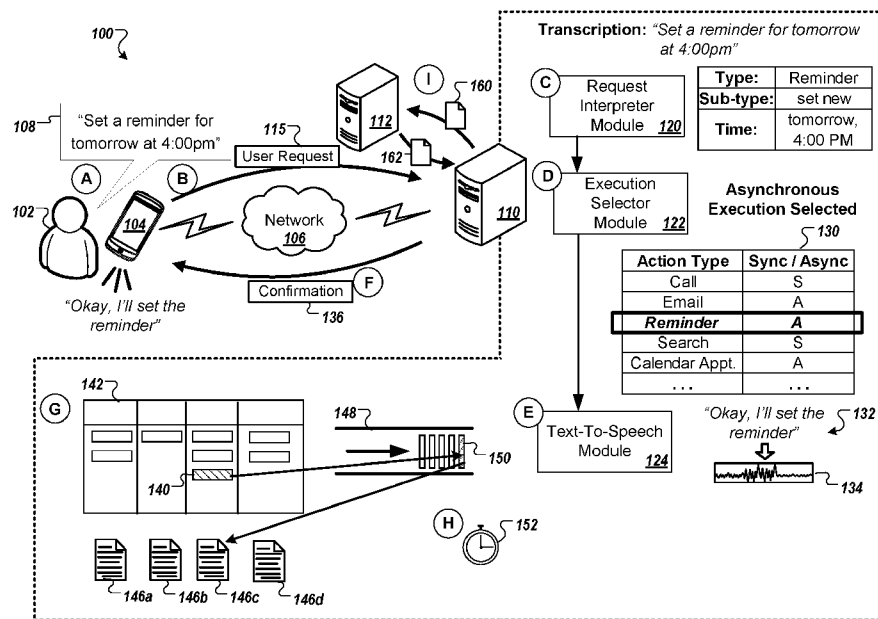 100
108
"Set a reminder for
tomorrow at 4:00pm"
A
B
115
User Request
102
104
Network
106
"Okay, I'll set the
reminder"
Confirmation
136
F
112
I
160
162
110
Transcription: "Set a reminder for tomorrow
at 4:00pm"
C
Request
Interpreter
Module 120
Type: Reminder
Sub-type: set new
Time: tomorrow,
4:00 PM
D
Execution
Selector
Module 122
Asynchronous
Execution Selected
130
Action Type Sync / Async
Call S
Email A
Reminder A
Search S
Calendar Appt. A
. . . . . .
E
Text-To-Speech
Module
124
"Okay, I'll set the
reminder"
132
134
G
142
140
148
150
H
152
146a
146b
146c
146d